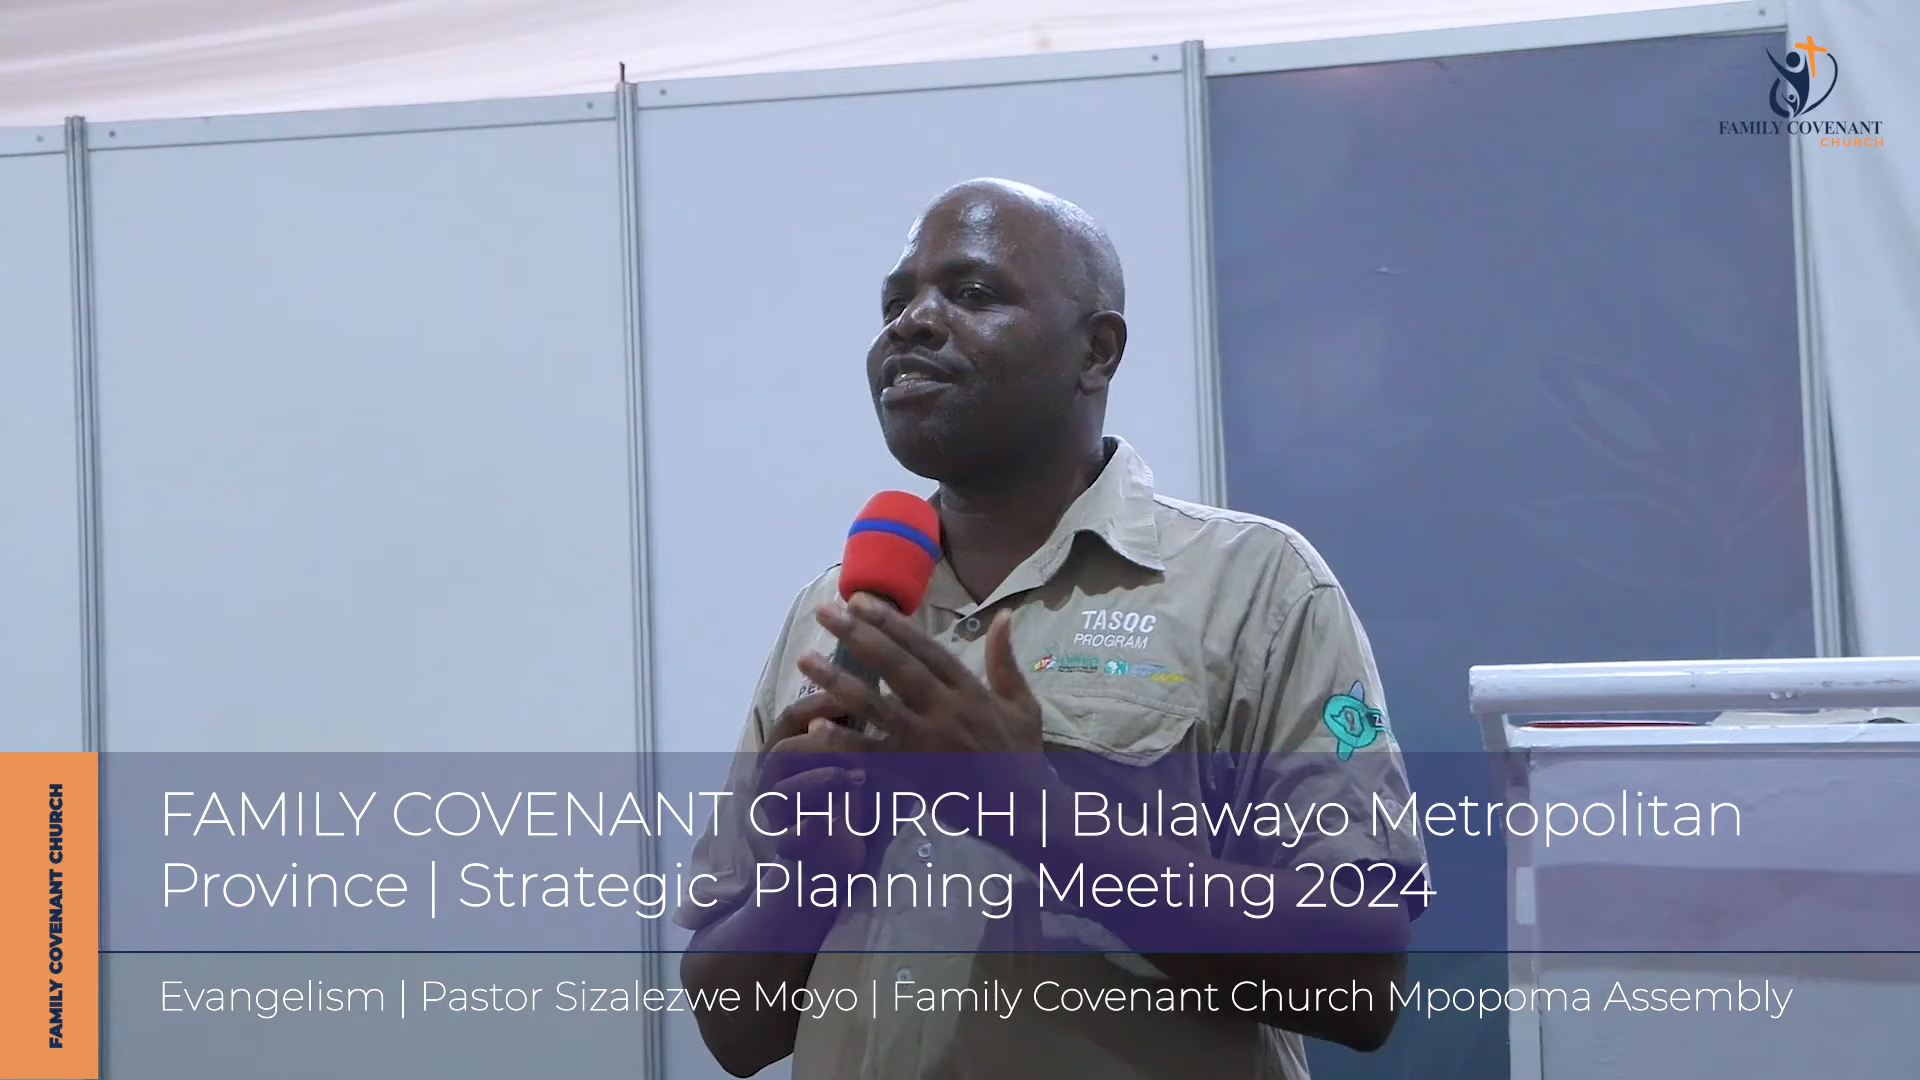 FAMILY COVENANT
CHURCH
TASQC
PROGRAM
FAMILY COVENANT CHURCH | Bulawayo Metropolitan
Province | Strategic Planning Meeting 2024
FAMILY COVENANT CHURCH
Evangelism | Pastor Sizalezwe Moyo | Family Covenant Church Mpopoma Assembly